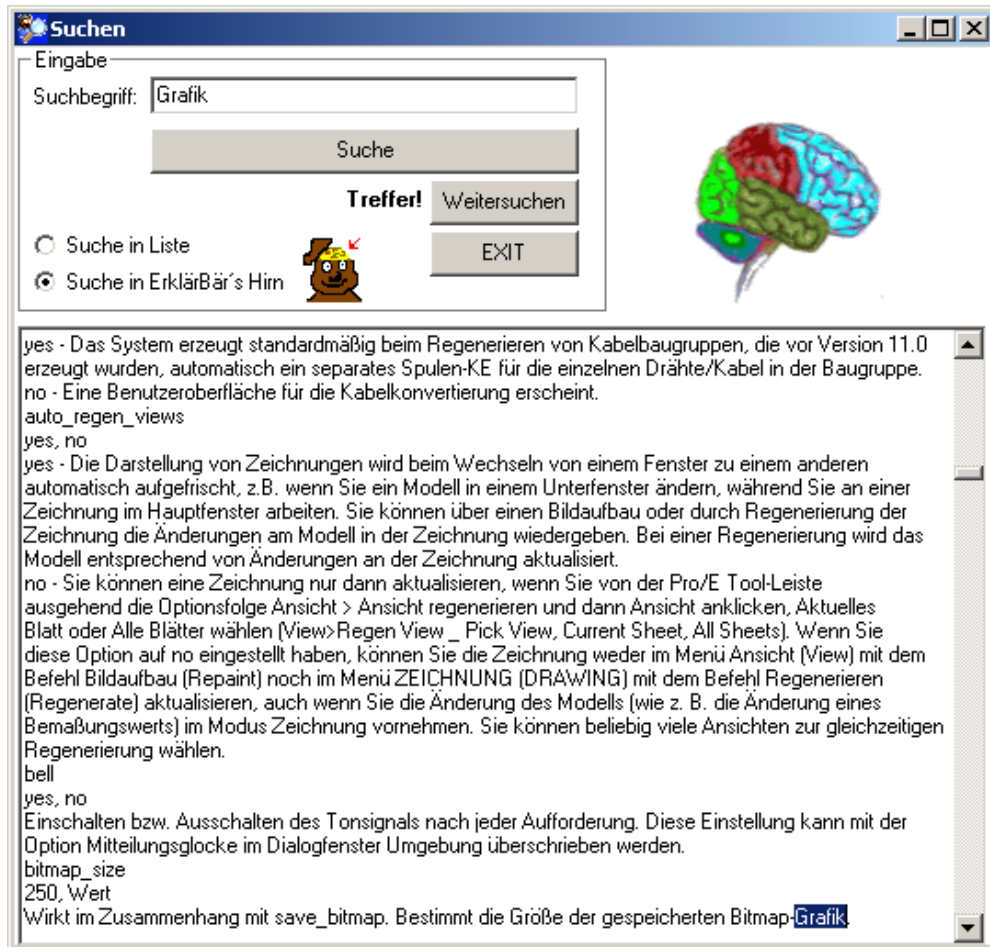 Suchen
Eingabe
Suchbegriff: Grafik
Suche
Treffer! Weitersuchen
Suche in Liste
EXIT
Suche in ErklärBär´s Hirn
yes - Das System erzeugt standardmäßig beim Regenerieren von Kabelbaugruppen, die vor Version 11.0
erzeugt wurden, automatisch ein separates Spulen-KE für die einzelnen Drähte/Kabel in der Baugruppe.
no - Eine Benutzeroberfläche für die Kabelkonvertierung erscheint.
auto_regen_views
yes, no
yes - Die Darstellung von Zeichnungen wird beim Wechseln von einem Fenster zu einem anderen
automatisch aufgefrischt, z.B. wenn Sie ein Modell in einem Unterfenster ändern, während Sie an einer
Zeichnung im Hauptfenster arbeiten. Sie können über einen Bildaufbau oder durch Regenerierung der
Zeichnung die Änderungen am Modell in der Zeichnung wiedergeben. Bei einer Regenerierung wird das
Modell entsprechend von Änderungen an der Zeichnung aktualisiert.
no - Sie können eine Zeichnung nur dann aktualisieren, wenn Sie von der Pro/E Tool-Leiste
ausgehend die Optionsfolge Ansicht > Ansicht regenerieren und dann Ansicht anklicken, Aktuelles
Blatt oder Alle Blätter wählen (View>Regen View _ Pick View, Current Sheet, All Sheets). Wenn Sie
diese Option auf no eingestellt haben, können Sie die Zeichnung weder im Menü Ansicht (View) mit dem
Befehl Bildaufbau (Repaint) noch im Menü ZEICHNUNG (DRAWING) mit dem Befehl Regenerieren
(Regenerate) aktualisieren, auch wenn Sie die Änderung des Modells (wie z. B. die Änderung eines
Bemaßungswerts) im Modus Zeichnung vornehmen. Sie können beliebig viele Ansichten zur gleichzeitigen
Regenerierung wählen.
bell
yes, no
Einschalten bzw. Ausschalten des Tonsignals nach jeder Aufforderung. Diese Einstellung kann mit der
Option Mitteilungsglocke im Dialogfenster Umgebung überschrieben werden.
bitmap_size
250, Wert
Wirkt im Zusammenhang mit save_bitmap. Bestimmt die Größe der gespeicherten Bitmap-Grafik.